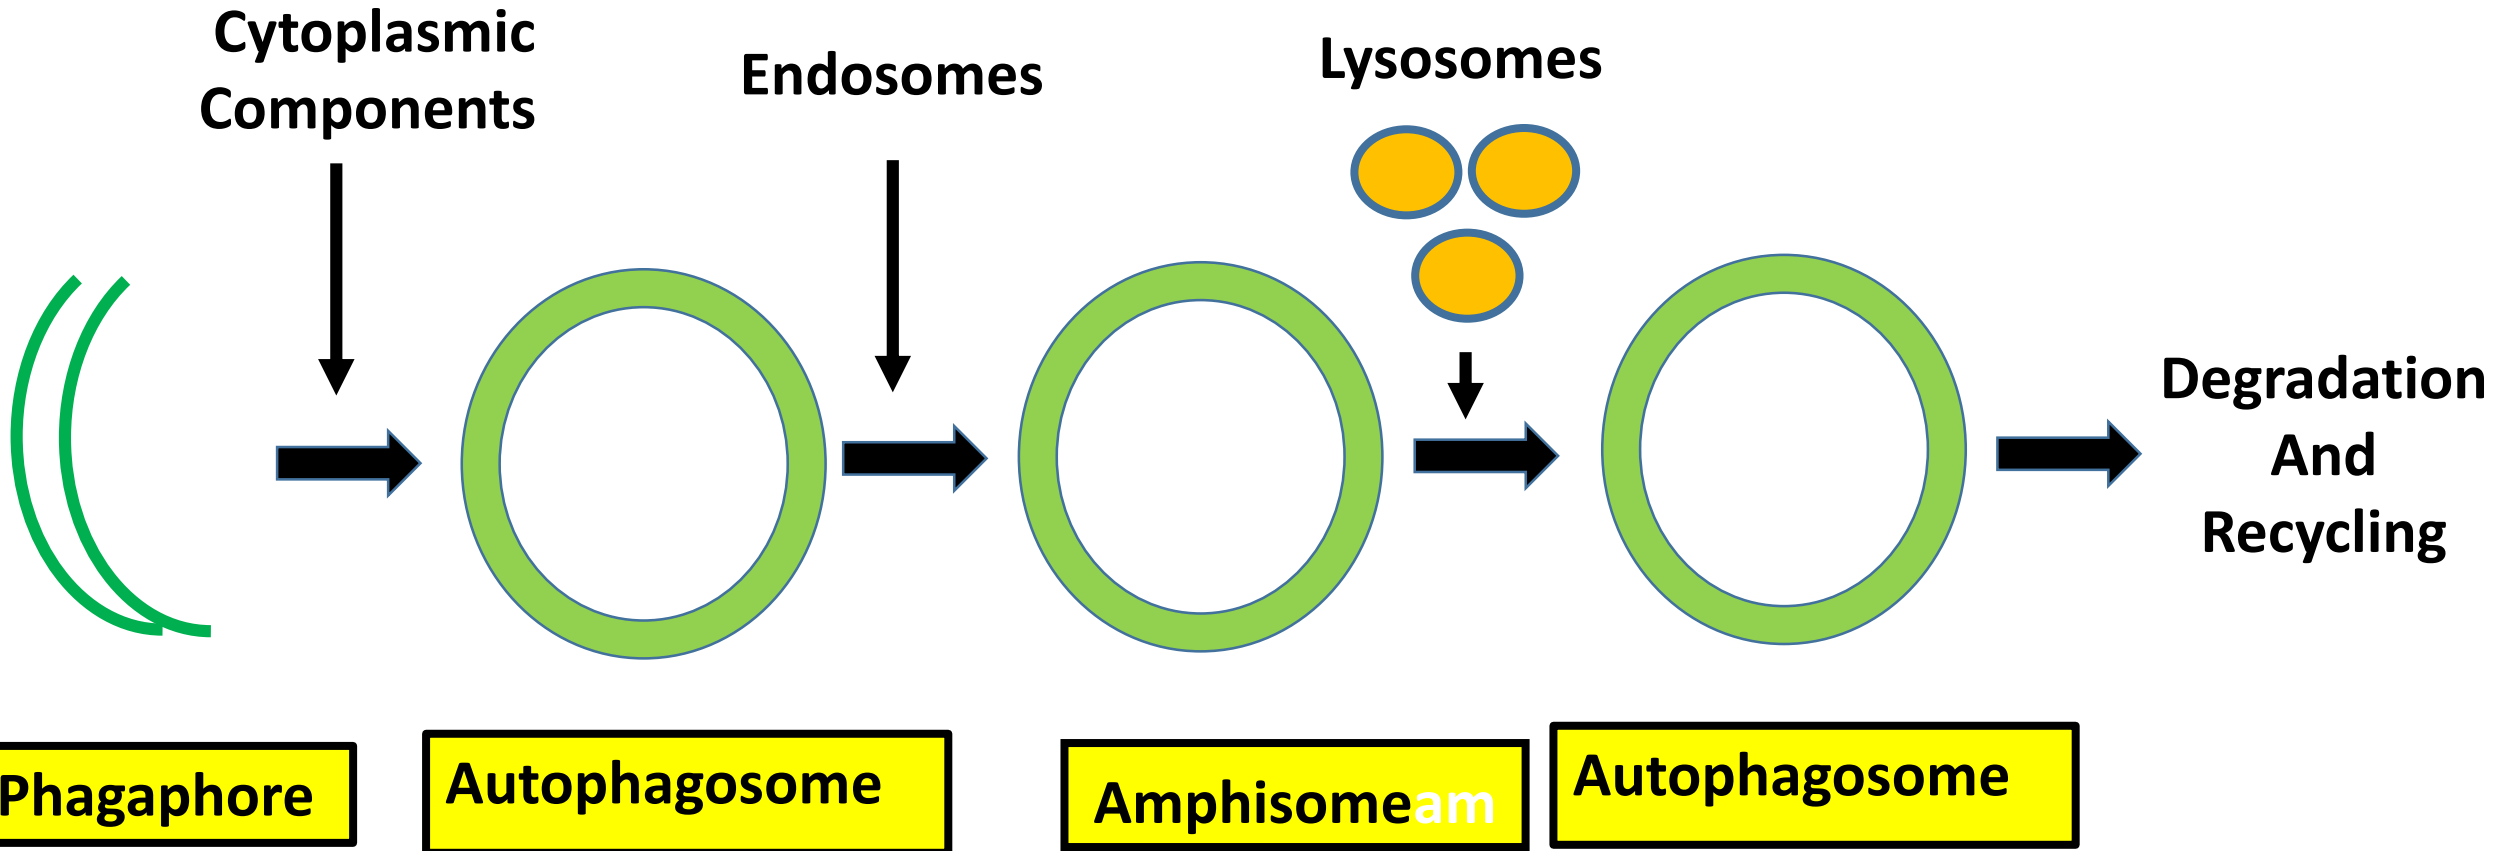 Cytoplasmic
Components
Endosomes
Lysosomes
Degradation
And
Recycling
Phagaphore
Autophagosome
Amphisomeam
Autophagosome